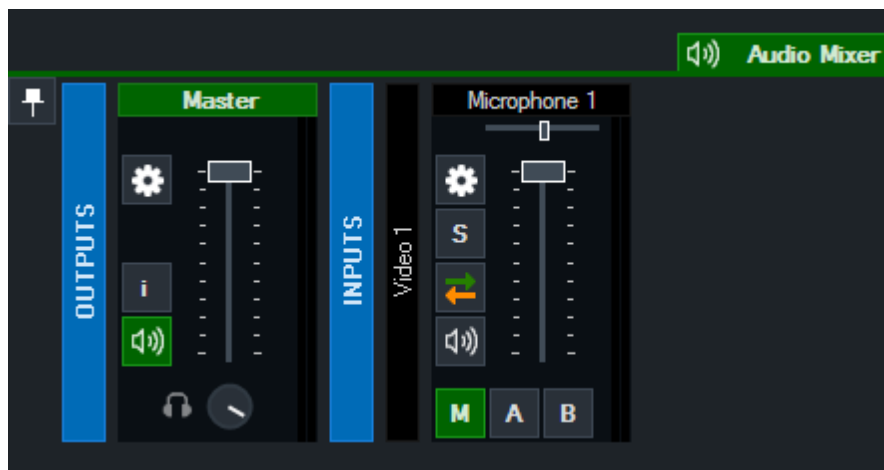 Audio Mixer
OUTPUTS
Master
i
INPUTS
Video 1
Microphone 1
S
M A B